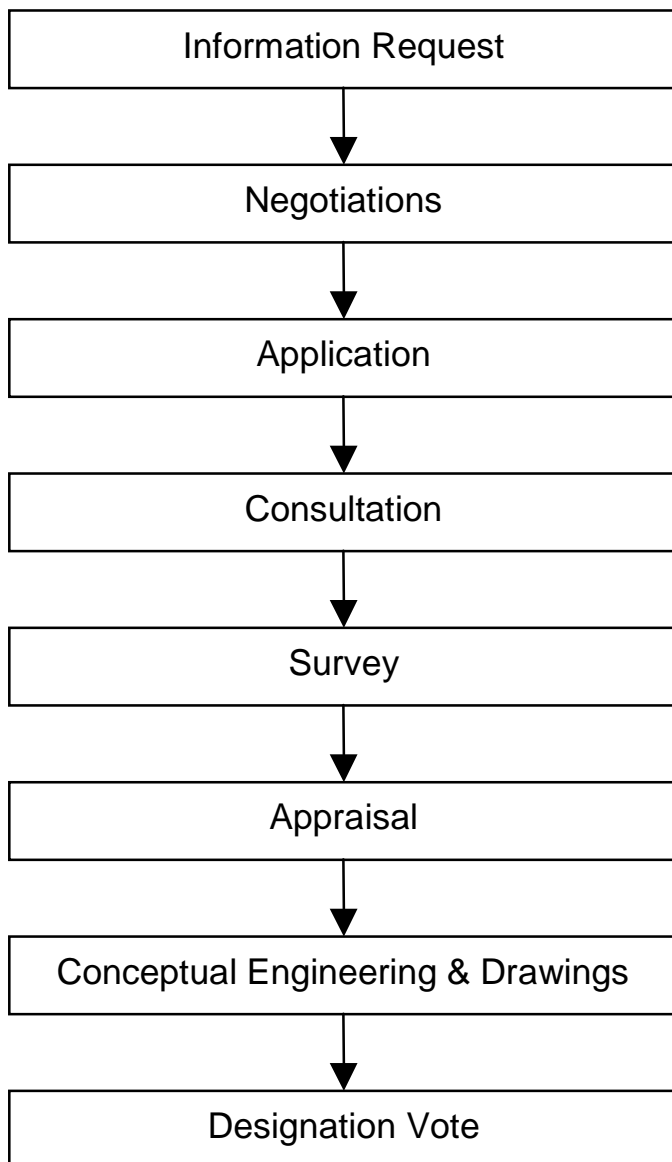 Information Request
Negotiations
Application
Consultation
Survey
Appraisal
Conceptual Engineering & Drawings
Designation Vote